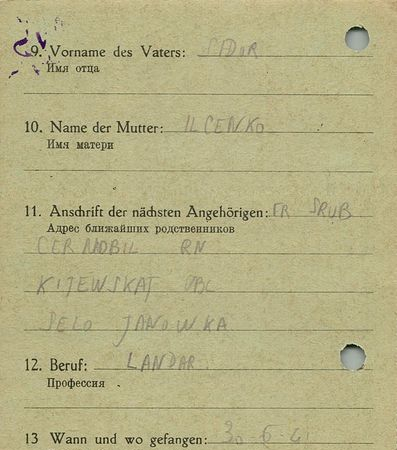 9. Vorname des Vaters: SIDOR
Имя отца
10. Name der Mutter: ILCENKO
Имя матери
11. Anschrift der nächsten Angehörigen: FR SRUB
Адрес ближайших родственников
CERNOBIL RN
KIJEWSKAJ OBL
SELO JANOWKA
12. Beruf: LANDAR
Профессия
13 Wann und wo gefangen: 30-6-41